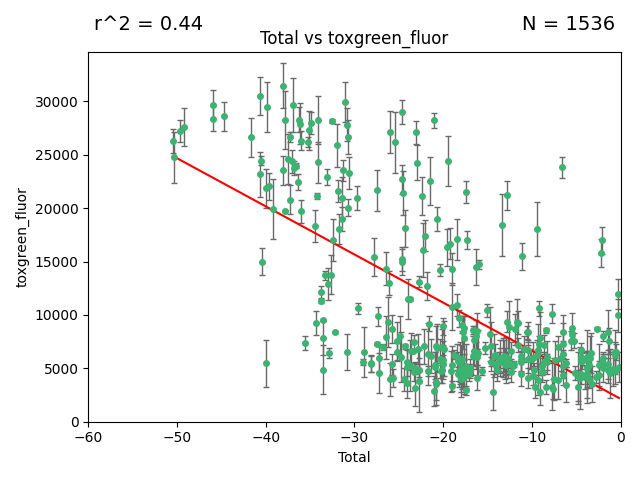 r^2 = 0.44
N = 1536
Total vs toxgreen_fluor
toxgreen_fluor
30000
25000
20000
15000
10000
5000
0
−60
−50
−40
−30
−20
−10
0
Total